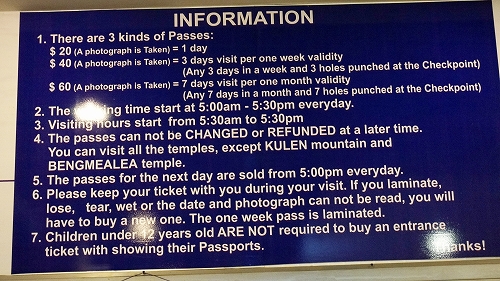 INFORMATION
1. There are 3 kinds of Passes:
$ 20 (A photograph is Taken) = 1 day
$ 40 (A photograph is Taken) = 3 days visit per one week validity
(Any 3 days in a week and 3 holes punched at the Checkpoint)
$ 60 (A photograph is Taken) = 7 days visit per one month validity
(Any 7 days in a month and 7 holes punched at the Checkpoint)
2. The time start at 5:00am - 5:30pm everyday.
3. Visiting hours start from 5:30am to 5:30pm
4. The passes can not be CHANGED or REFUNDED at a later time.
You can visit all the temples, except KULEN mountain and
BENGMEALEA temple.
5. The passes for the next day are sold from 5:00pm everyday.
6. Please keep your ticket with you during your visit. If you laminate,
lose, tear, wet or the date and photograph can not be read, you will
have to buy a new one. The one week pass is laminated.
7. Children under 12 years old ARE NOT required to buy an entrance
ticket with showing their Passports. Thanks!